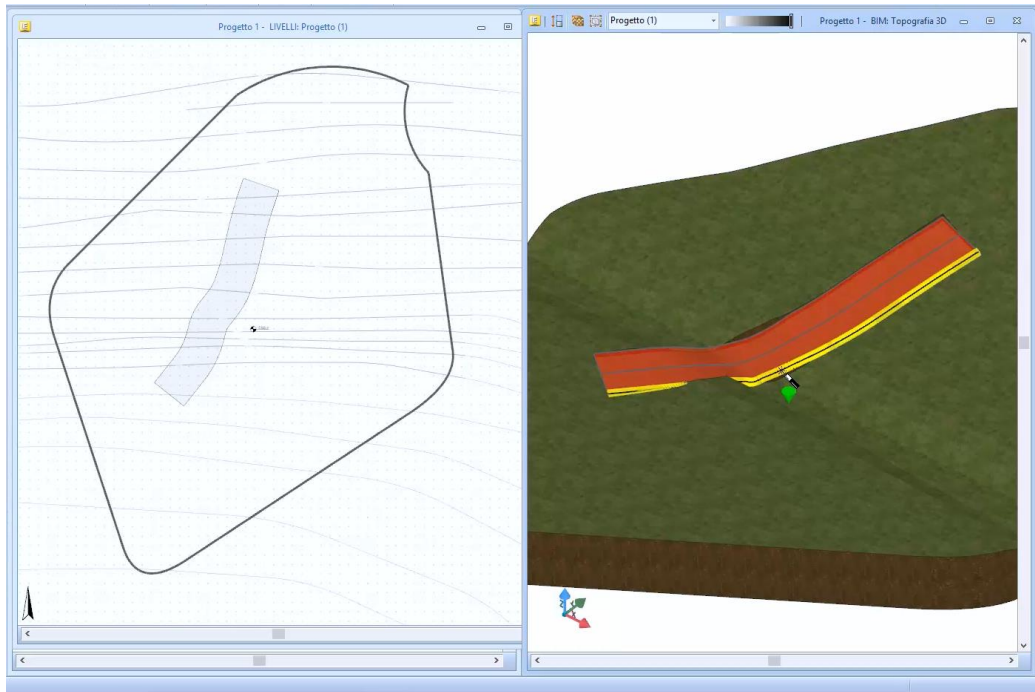 Progetto 1 - LIVELLI: Progetto (1)
Progetto (1)
Progetto 1 - BIM: Topografia 3D